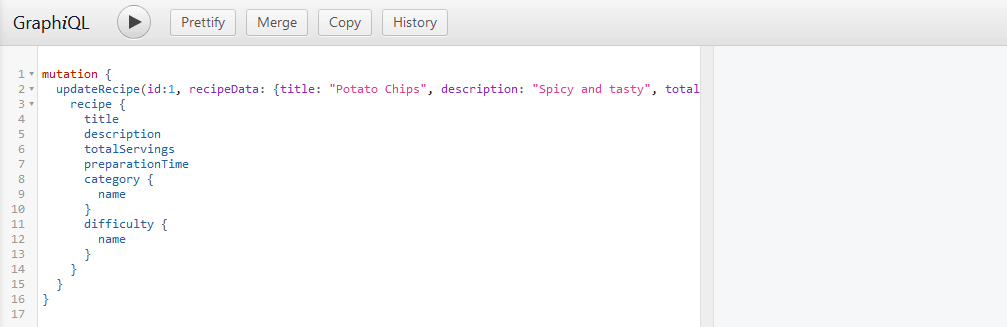 GraphiQL Prettify Merge Copy History
1 mutation {
2 updateRecipe(id:1, recipeData: {title: "Potato Chips", description: "Spicy and tasty", total
3 recipe {
4 title
5 description
6 totalServings
7 preparationTime
8 category {
9 name
10 }
11 difficulty {
12 name
13 }
14 }
15 }
16 }
17